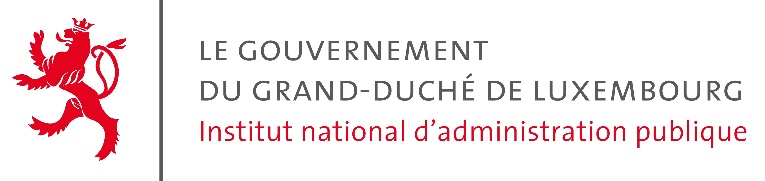 LE GOUVERNEMENT
DU GRAND-DUCHÉ DE LUXEMBOURG
Institut national d'administration publique